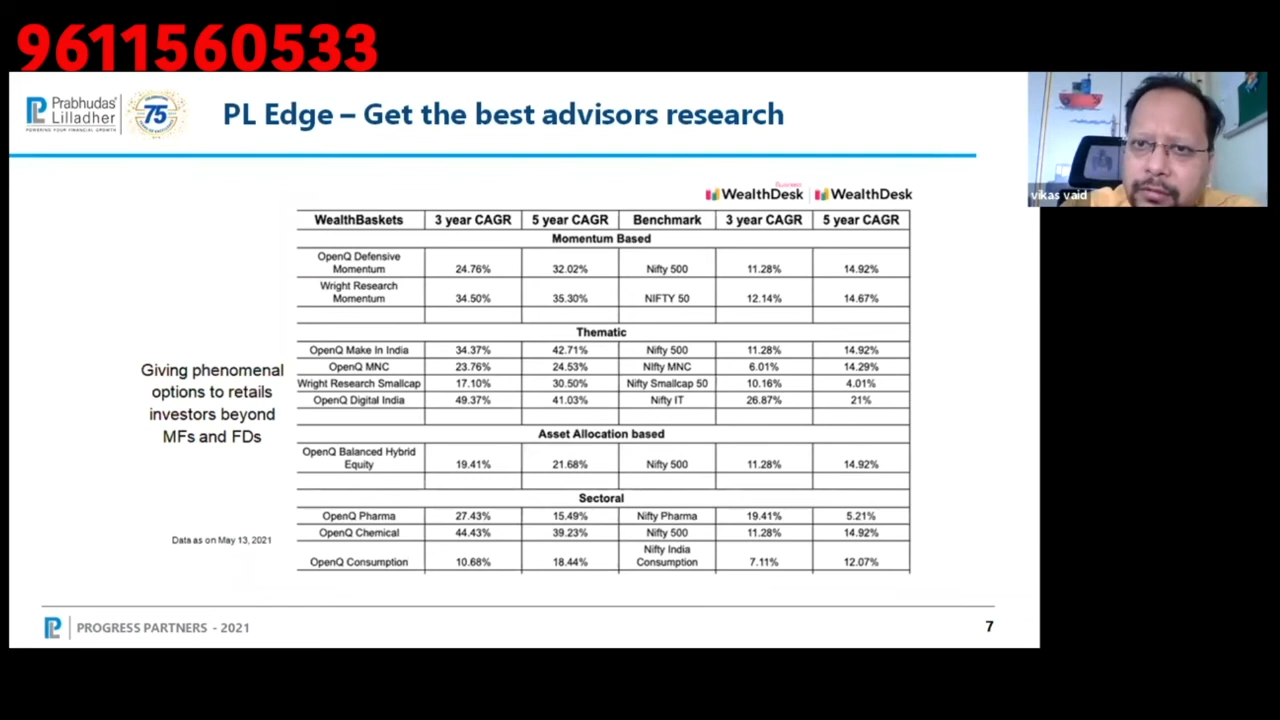 9611560533
Prabhudas
Lilladher
POWERING YOUR FINANCIAL GROWTH
75
PL Edge – Get the best advisors research
vikas vaid
Business
WealthDesk | WealthDesk
WealthBaskets 3 year CAGR 5 year CAGR Benchmark 3 year CAGR 5 year CAGR
Momentum Based
OpenQ Defensive
Momentum 24.76% 32.02% Nifty 500 11.28% 14.92%
Wright Research
Momentum 34.50% 35.30% NIFTY 50 12.14% 14.67%
Thematic
OpenQ Make In India 34.37% 42.71% Nifty 500 11.28% 14.92%
OpenQ MNC 23.76% 24.53% Nifty MNC 6.01% 14.29%
Wright Research Smallcap 17.10% 30.50% Nifty Smallcap 50 10.16% 4.01%
OpenQ Digital India 49.37% 41.03% Nifty IT 26.87% 21%
Asset Allocation based
OpenQ Balanced Hybrid
Equity 19.41% 21.68% Nifty 500 11.28% 14.92%
Sectoral
OpenQ Pharma 27.43% 15.49% Nifty Pharma 19.41% 5.21%
OpenQ Chemical 44.43% 39.23% Nifty 500 11.28% 14.92%
Nifty India
OpenQ Consumption 10.68% 18.44% Consumption 7.11% 12.07%
Giving phenomenal
options to retails
investors beyond
MFs and FDs
Data as on May 13, 2021
PROGRESS PARTNERS - 2021
7